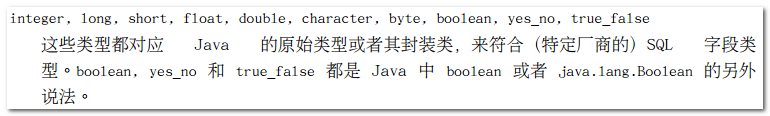 integer, long, short, float, double, character, byte, boolean, yes_no, true_false
这些类型都对应 Java 的原始类型或者其封装类，来符合（特定厂商的）SQL 字段类
型。boolean, yes_no 和 true_false 都是 Java 中 boolean 或者 java.lang.Boolean 的另外
说法。